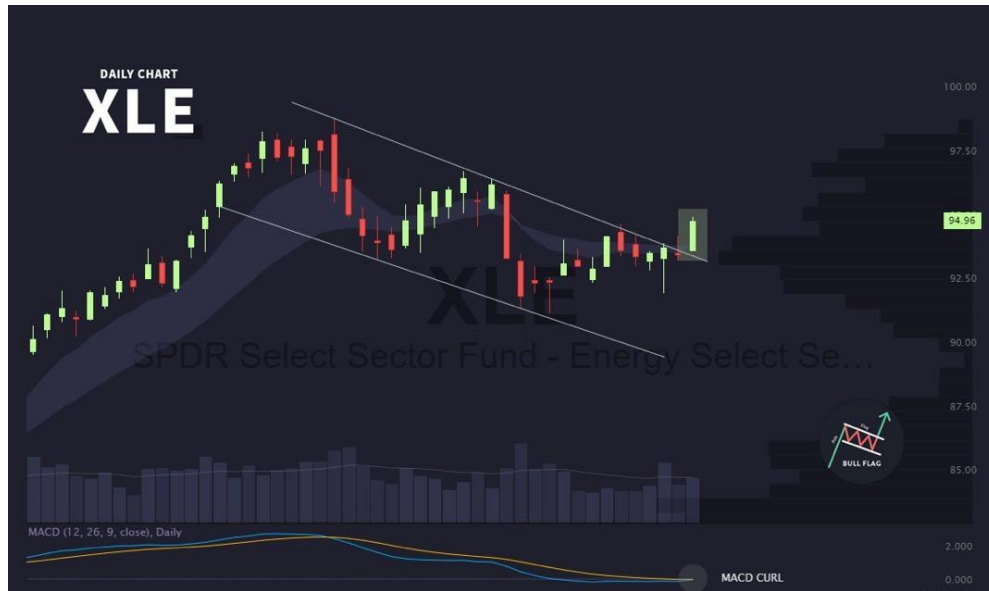 DAILY CHART
XLE
100.00
97.50
94.96
92.50
90.00
87.50
85.00
XLE
SPDR Select Sector Fund - Energy Select Se...
BULL FLAG
MACD (12, 26, 9, close), Daily
2.000
MACD CURL
0.000